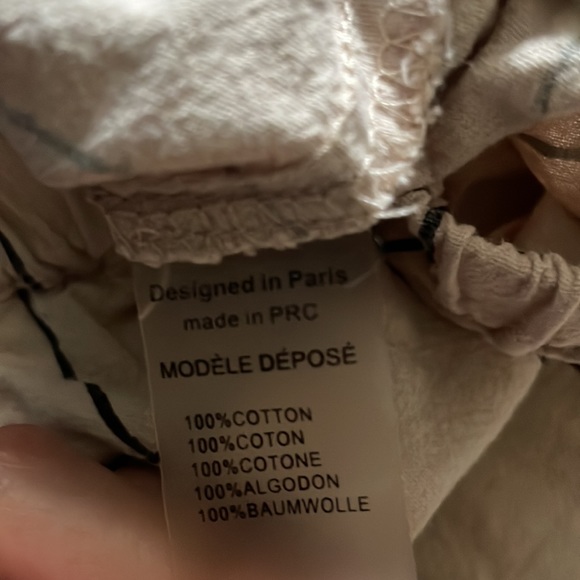 Designed in Paris
made in PRC
MODÈLE DÉPOSÉ
100%COTTON
100%COTON
100%COTONE
100%ALGODON
100%BAUMWOLLE